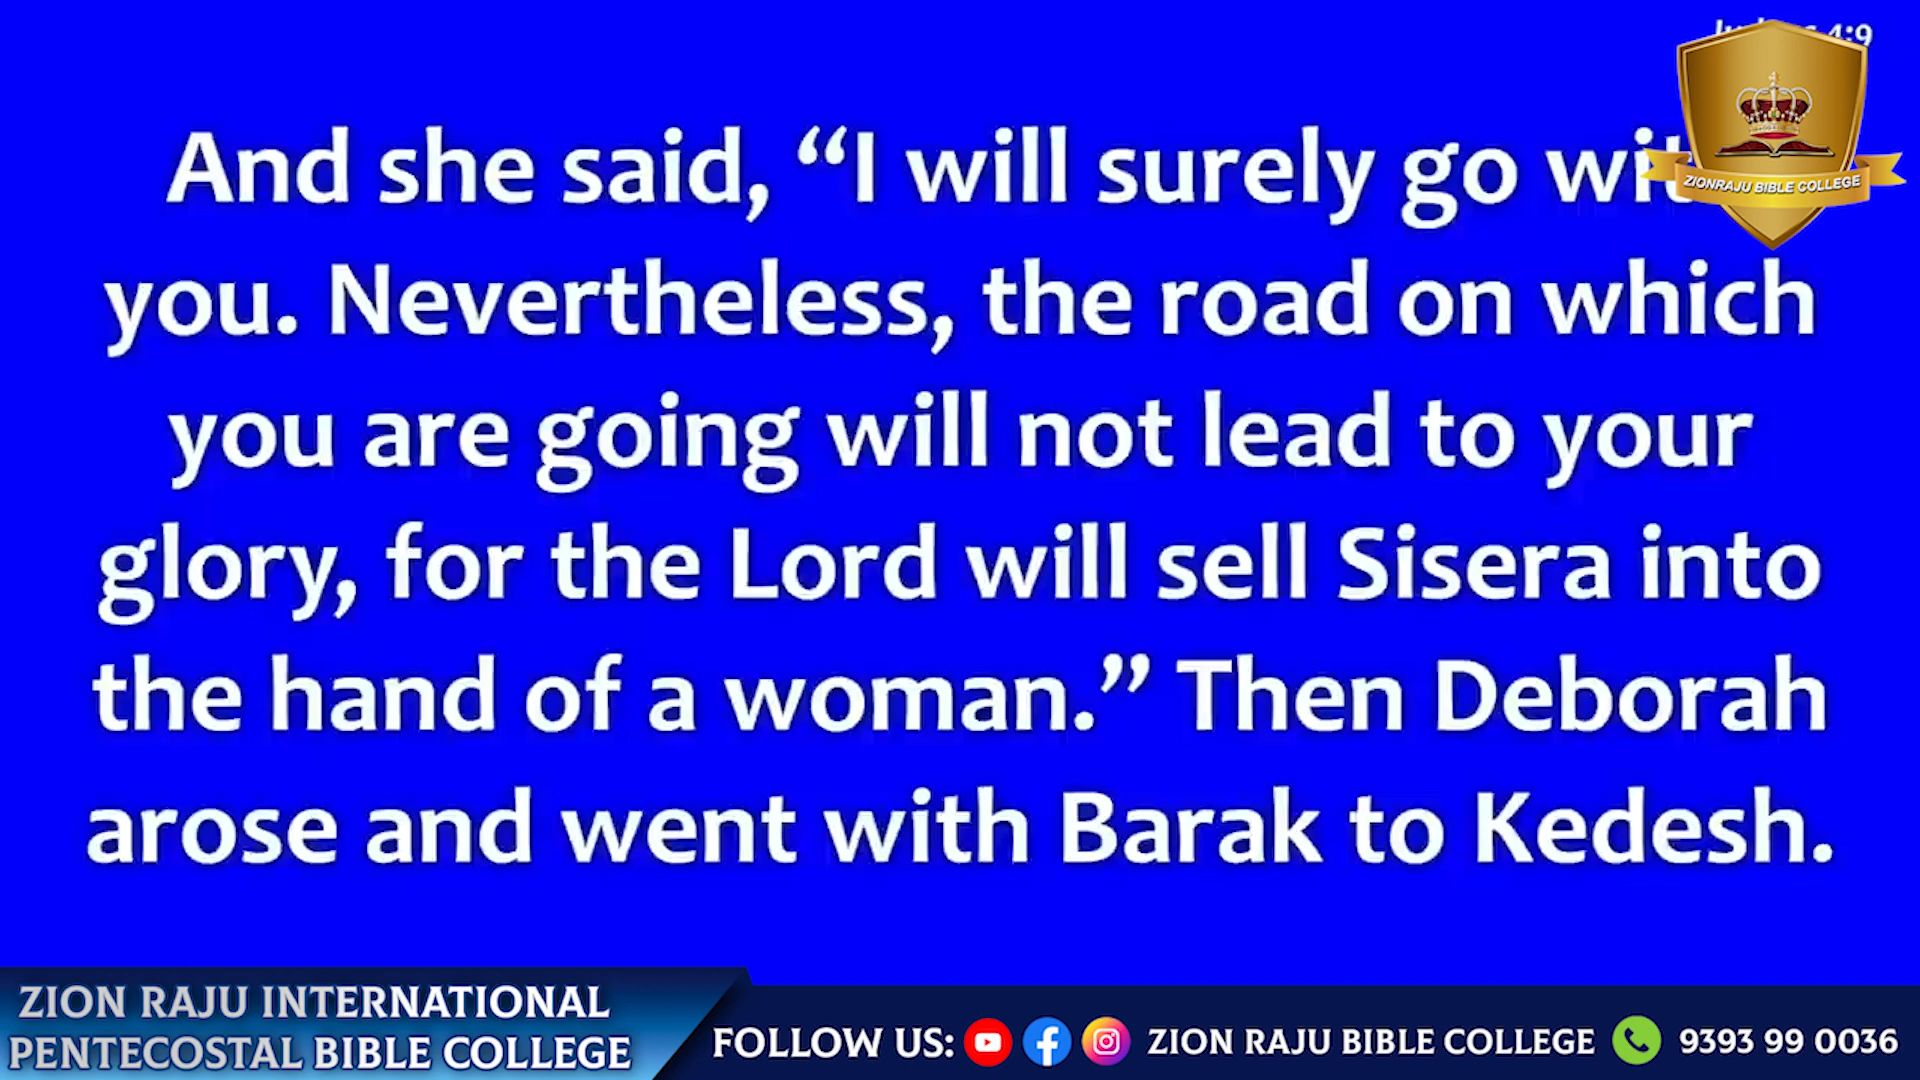 4:9
And she said, “I will surely go
you. Nevertheless, the road on which
you are going will not lead to your
glory, for the Lord will sell Sisera into
the hand of a woman.” Then Deborah
arose and went with Barak to Kedesh.
ZIONRAJU BIBLE COLLEGE
ZION RAJU INTERNATIONAL
PENTECOSTAL BIBLE COLLEGE
FOLLOW US: ZION RAJU BIBLE COLLEGE 9393 99 0036